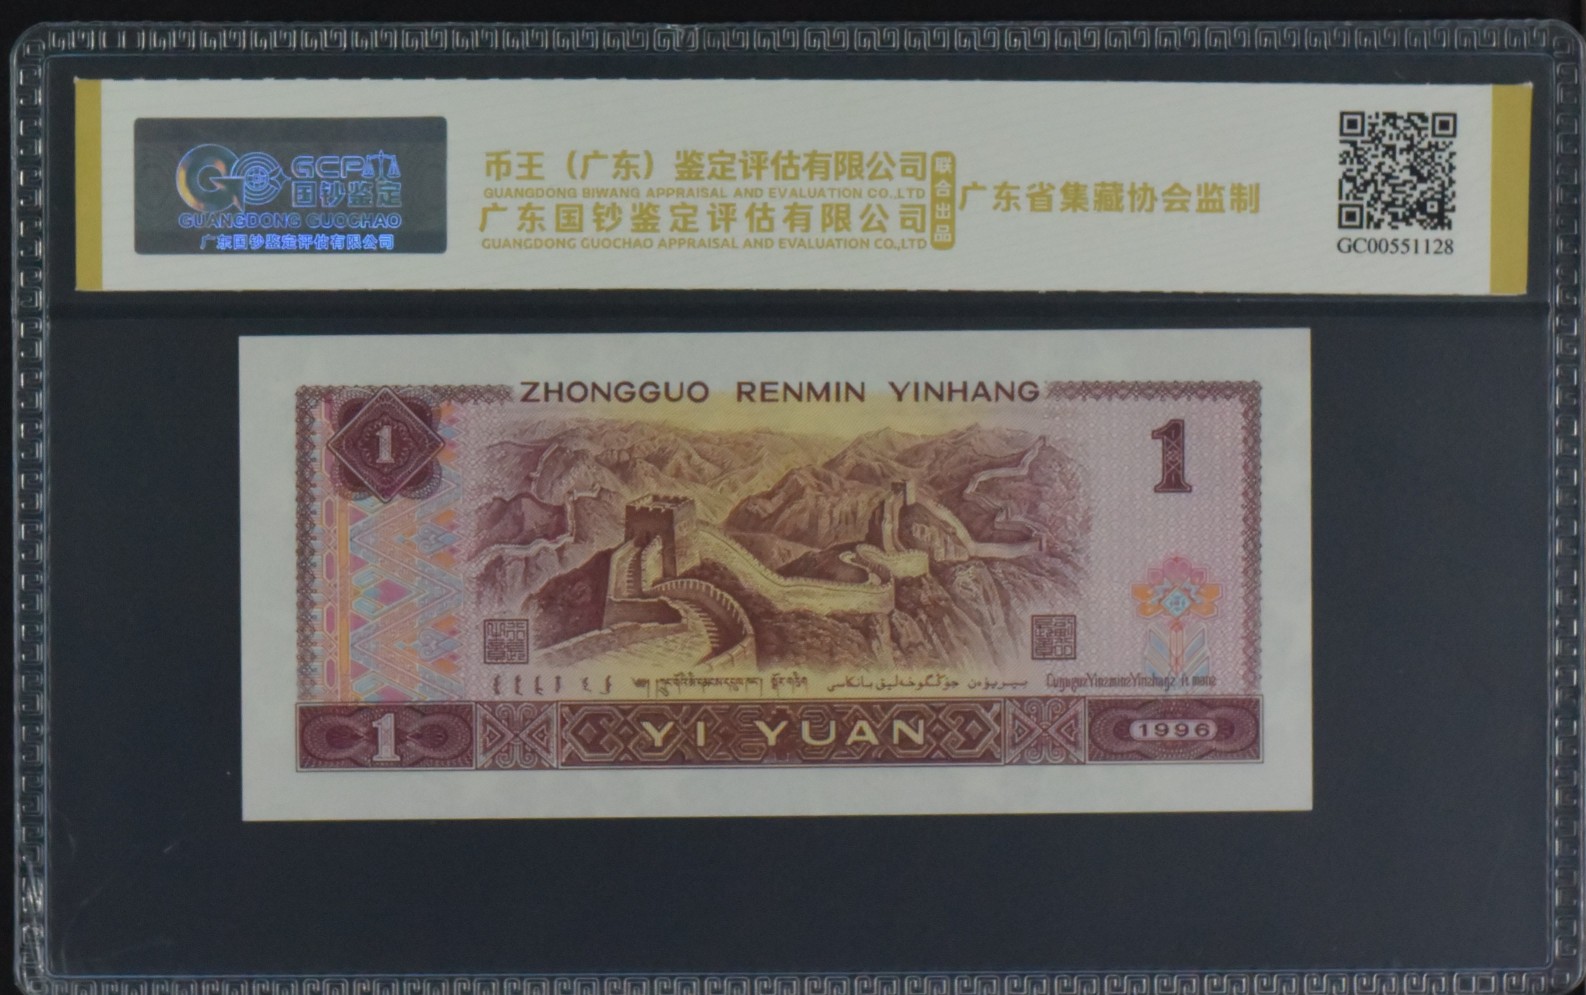 GCP
国钞鉴定
GUANGDONG GUOCHAO
广东国钞鉴定评估有限公司
币王（广东）鉴定评估有限公司
GUANGDONG BIWANG APPRAISAL AND EVALUATION CO.,LTD
广东国钞鉴定评估有限公司
GUANGDONG GUOCHAO APPRAISAL AND EVALUATION CO.,LTD
联合出品
广东省集藏协会监制
GC00551128
ZHONGGUO RENMIN YINHANG
1
1
جۇڭگوخەلىق بانكىسى
1
YI YUAN
1996